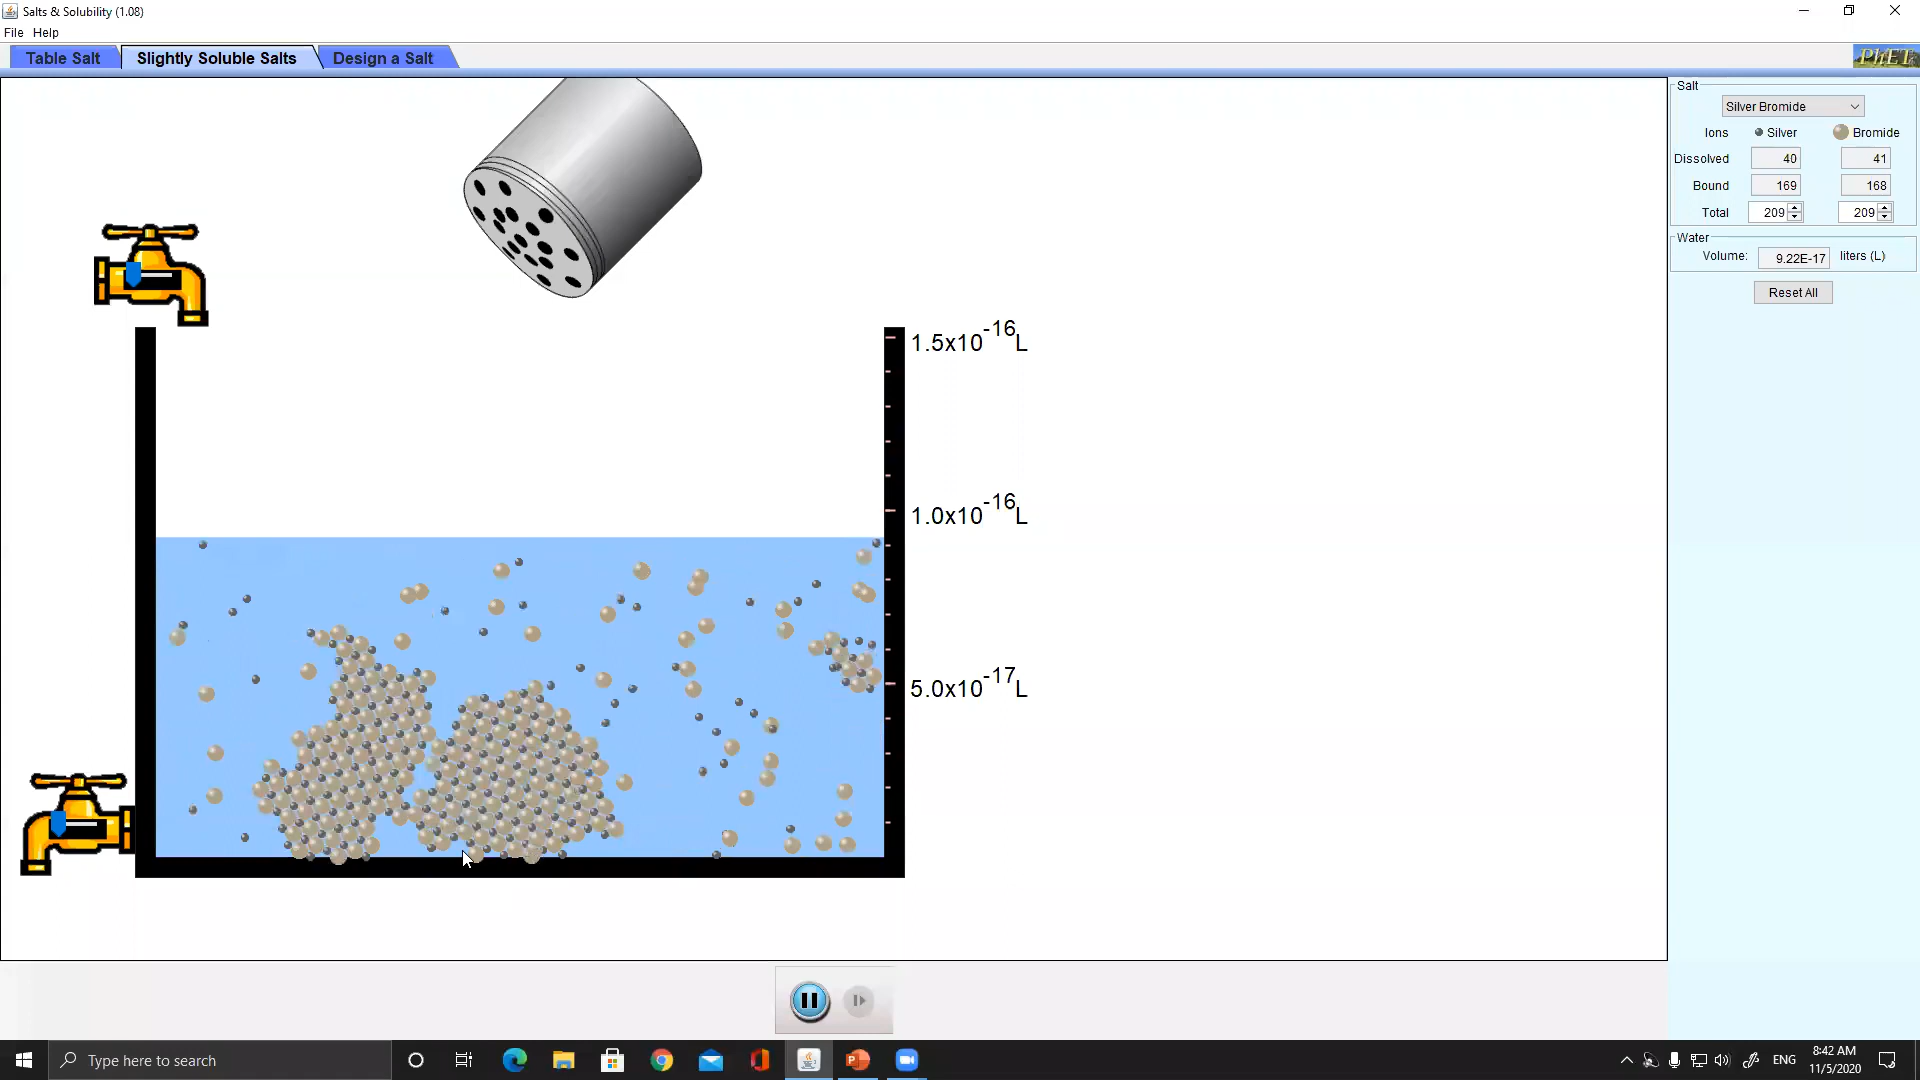 Salts & Solubility (1.08)
File Help
Table Salt
Slightly Soluble Salts
Design a Salt
PhET
Salt
Silver Bromide
Ions Silver Bromide
Dissolved 40 41
Bound 169 168
Total 209 209
Water
Volume: 9.22E-17 liters (L)
Reset All
1.5x10-16L
1.0x10-16L
5.0x10-17L
Type here to search
ENG
8:42 AM
11/5/2020